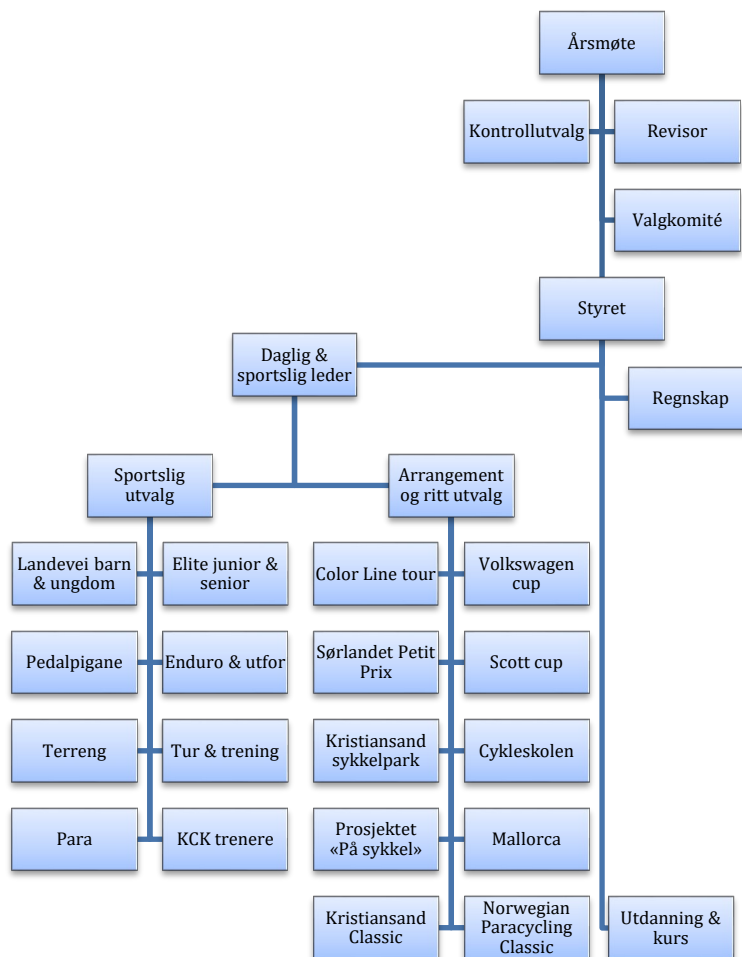 Årsmøte
Kontrollutvalg
Revisor
Valgkomité
Styret
Daglig &
sportslig leder
Regnskap
Sportslig
utvalg
Arrangement
og ritt utvalg
Landevei barn
& ungdom
Elite junior &
senior
Color Line tour
Volkswagen
cup
Pedalpigane
Enduro & utfor
Sørlandet Petit
Prix
Scott cup
Terreng
Tur & trening
Kristiansand
sykkelpark
Cykleskolen
Para
KCK trenere
Prosjektet
«På sykkel»
Mallorca
Kristiansand
Classic
Norwegian
Paracycling
Classic
Utdanning &
kurs